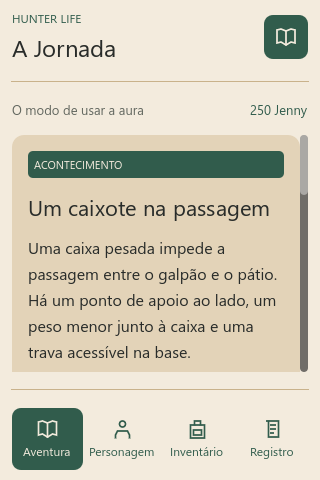 HUNTER LIFE
A Jornada
O modo de usar a aura
250 Jenny
ACONTECIMENTO
Um caixote na passagem
Uma caixa pesada impede a
passagem entre o galpão e o pátio.
Há um ponto de apoio ao lado, um
peso menor junto à caixa e uma
trava acessível na base.
Aventura
Personagem
Inventário
Registro